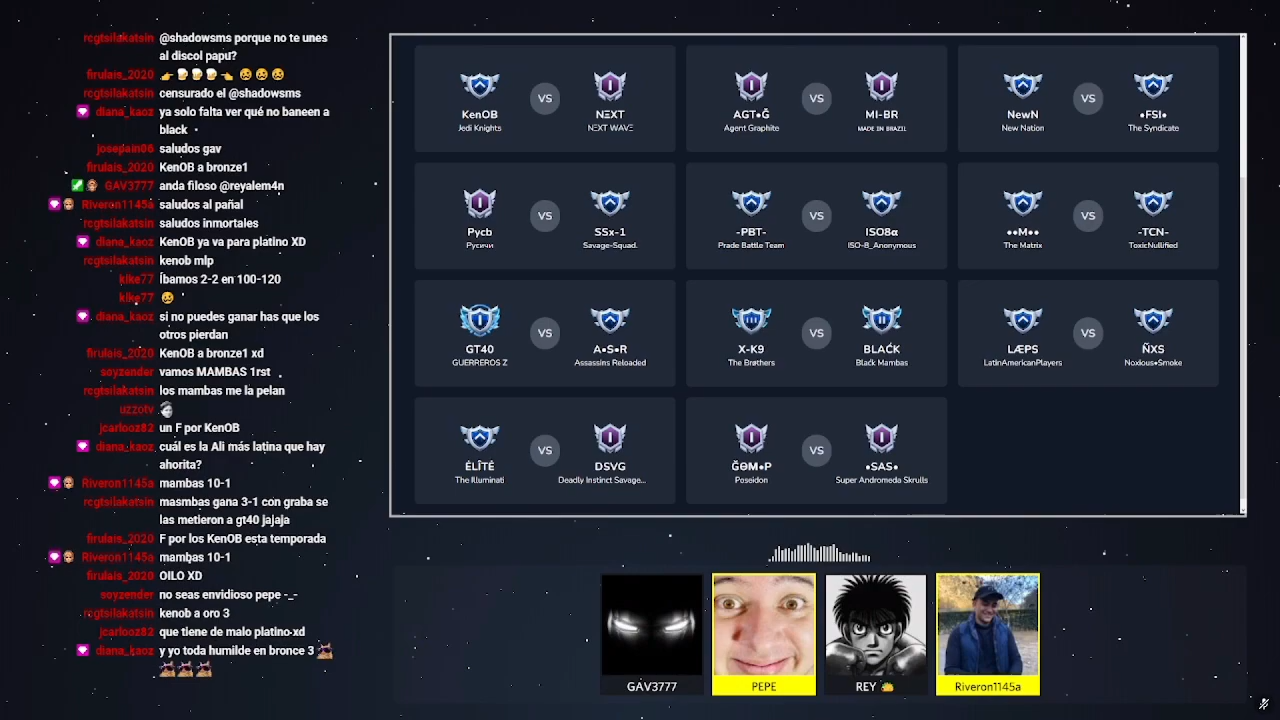 rcgtsilakatsin @shadowsms porque no te unes
al discol papu?
firulais_2020
rcgtsilakatsin censurado el @shadowsms
diana_kaoz ya solo falta ver qué no baneen a
black
josepain06 saludos gav
firulais_2020 KenOB a bronze1
GAV3777 anda filoso @reyalem4n
Riveron1145a saludos al pañal
rcgtsilakatsin saludos inmortales
diana_kaoz KenOB ya va para platino XD
rcgtsilakatsin kenob mlp
kike77 Íbamos 2-2 en 100-120
kike77
diana_kaoz si no puedes ganar has que los
otros pierdan
firulais_2020 KenOB a bronze1 xd
soyzender vamos MAMBAS 1rst
rcgtsilakatsin los mambas me la pelan
uzzotv
jcarlooz82 un F por KenOB
diana_kaoz cuál es la Ali más latina que hay
ahorita?
Riveron1145a mambas 10-1
rcgtsilakatsin masmbas gana 3-1 con graba se
las metieron a gt40 jajaja
firulais_2020 F por los KenOB esta temporada
Riveron1145a mambas 10-1
firulais_2020 OILO XD
soyzender no seas envidioso pepe -_-
rcgtsilakatsin kenob a oro 3
jcarlooz82 que tiene de malo platino xd
diana_kaoz y yo toda humilde en bronce 3
KenOB VS NΞXT
Jedi Knights NΞXT WAVΞ
AGT•Ğ VS MI-BR
Agent Graphite MADE IN BRAZIL
NewN VS •FSI•
New Nation The Syndicate
Pycb VS SSx-1
Русичи Savage-Squad.
-PBT- VS ISO8α
Prade Battle Team ISO-8_Anonymous
••M•• VS -TCN-
The Matrix ToxicNullified
GT40 VS A•S•R
GUERREROS Z Assassins Reloaded
X-K9 VS BLAĆK
The Brøthers Blaćk Mambas
LÆPS VS ÑXS
LatinAmericanPlayers Noxious•Smoke
ÉLÎTÊ VS DSVG
The Illuminati Deadly Instinct Savage...
ĞΘM•P VS •SAS•
Poseidon Super Andromeda Skrulls
GAV3777 PEPE REY Riveron1145a